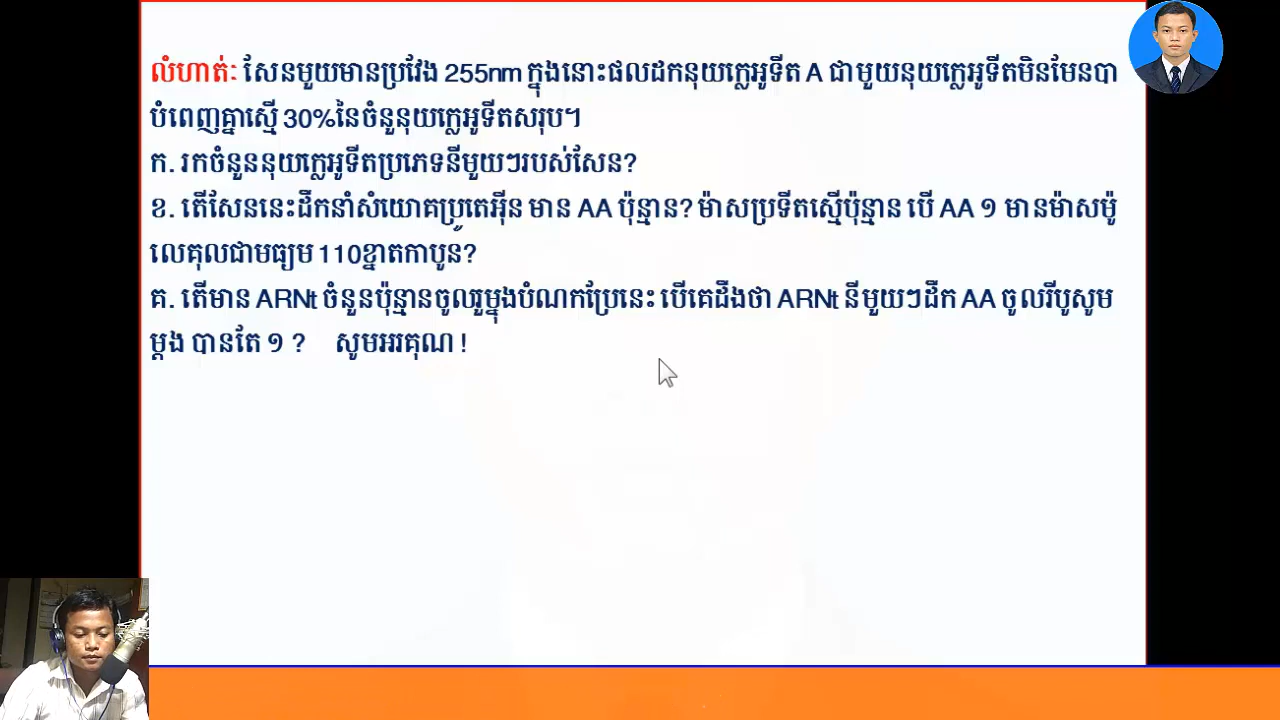 លំហាត់: សែនមួយមានប្រវែង 255nm ក្នុងនោះផលដកនុយក្លេអូទីត A ជាមួយនុយក្លេអូទីតមិនមែនបា
បំពេញគ្នាស្មើ 30%នៃចំនួនុយក្លេអូទីតសរុប។
ក. រកចំនួននុយក្លេអូទីតប្រភេទនីមួយៗរបស់សែន?
ខ. តើសែននេះដឹកនាំសំយោគប្រូតេអ៊ីន មាន AA ប៉ុន្មាន? ម៉ាសប្រទីតស្មើប៉ុន្មាន បើ AA ១ មានម៉ាសម៉ូ
លេគុលជាមធ្យម 110ខ្នាតកាបូន?
គ. តើមាន ARNt ចំនួនប៉ុន្មានចូលរួម្នុងបំណកប្រែនេះ បើគេដឹងថា ARNt នីមួយៗដឹក AA ចូលរីបូសូម
ម្តង បានតែ ១ ? សូមអរគុណ !